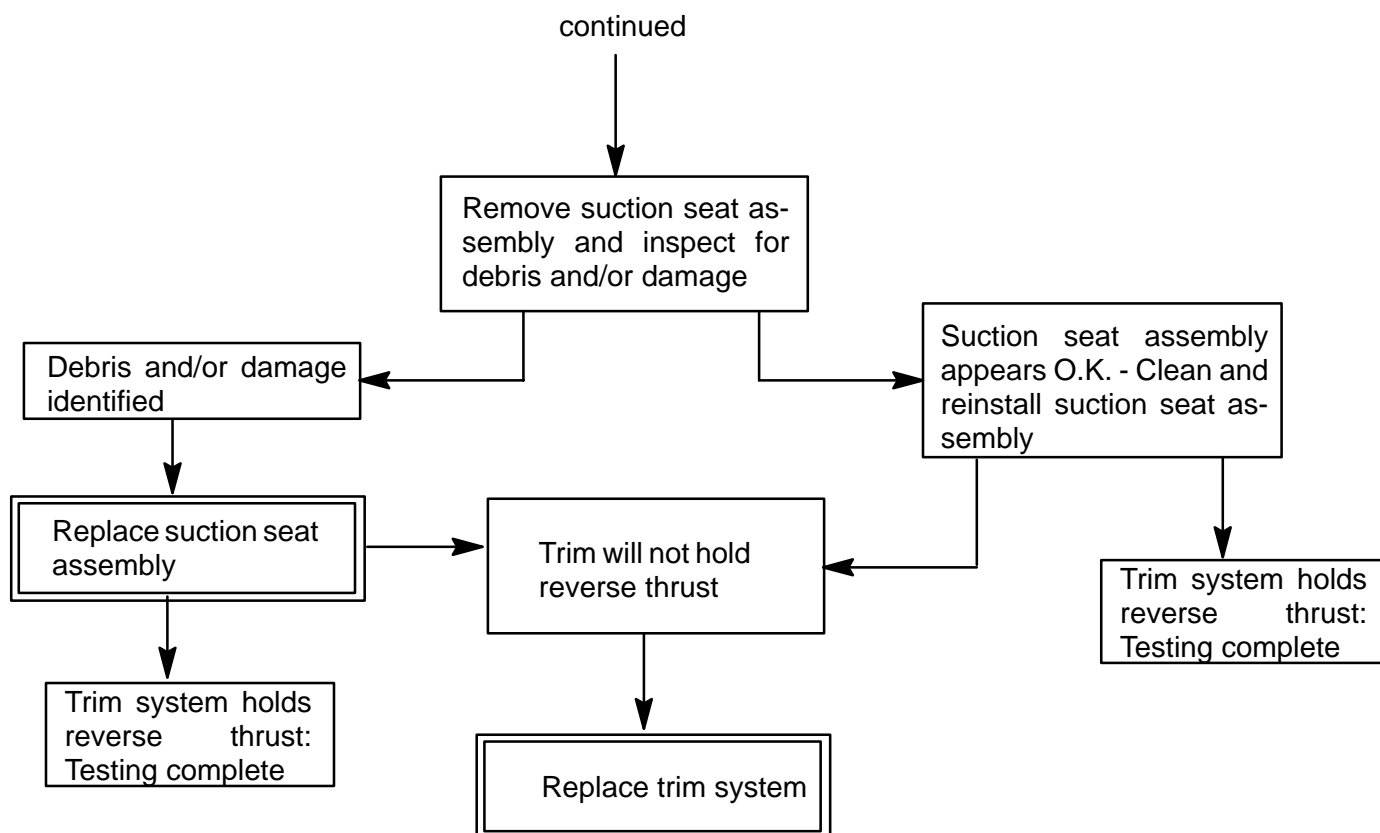 continued
Remove suction seat as-
sembly and inspect for
debris and/or damage
Debris and/or damage
identified
Suction seat assembly
appears O.K. - Clean and
reinstall suction seat as-
sembly
Replace suction seat
assembly
Trim will not hold
reverse thrust
Trim system holds
reverse thrust:
Testing complete
Trim system holds
reverse thrust:
Testing complete
Replace trim system